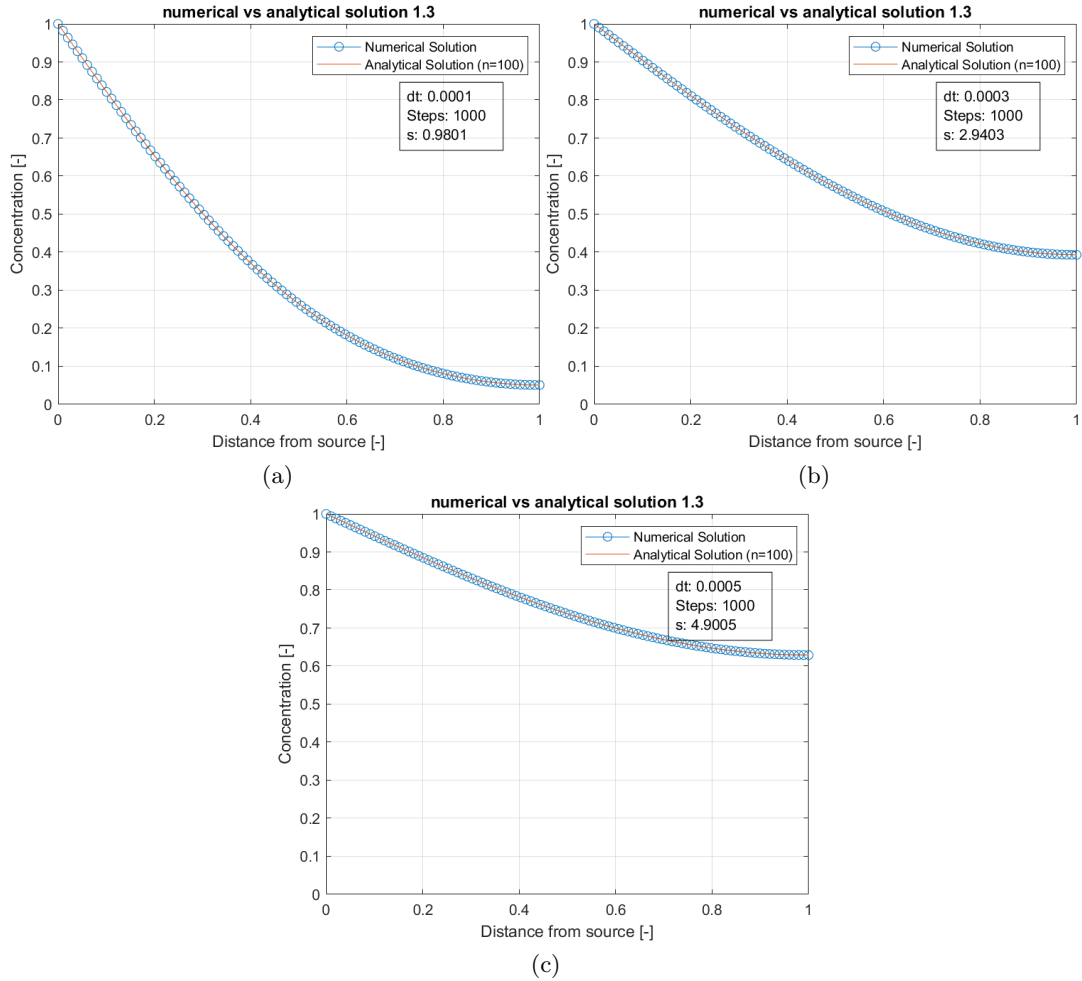 numerical vs analytical solution 1.3
1
0.9
0.8
0.7
0.6
0.5
0.4
0.3
0.2
0.1
0
Concentration [-]
Numerical Solution
Analytical Solution (n=100)
dt: 0.0001
Steps: 1000
s: 0.9801
0 0.2 0.4 0.6 0.8 1
Distance from source [-]
(a)
numerical vs analytical solution 1.3
1
0.9
0.8
0.7
0.6
0.5
0.4
0.3
0.2
0.1
0
Concentration [-]
Numerical Solution
Analytical Solution (n=100)
dt: 0.0003
Steps: 1000
s: 2.9403
0 0.2 0.4 0.6 0.8 1
Distance from source [-]
(b)
numerical vs analytical solution 1.3
1
0.9
0.8
0.7
0.6
0.5
0.4
0.3
0.2
0.1
0
Concentration [-]
Numerical Solution
Analytical Solution (n=100)
dt: 0.0005
Steps: 1000
s: 4.9005
0 0.2 0.4 0.6 0.8 1
Distance from source [-]
(c)